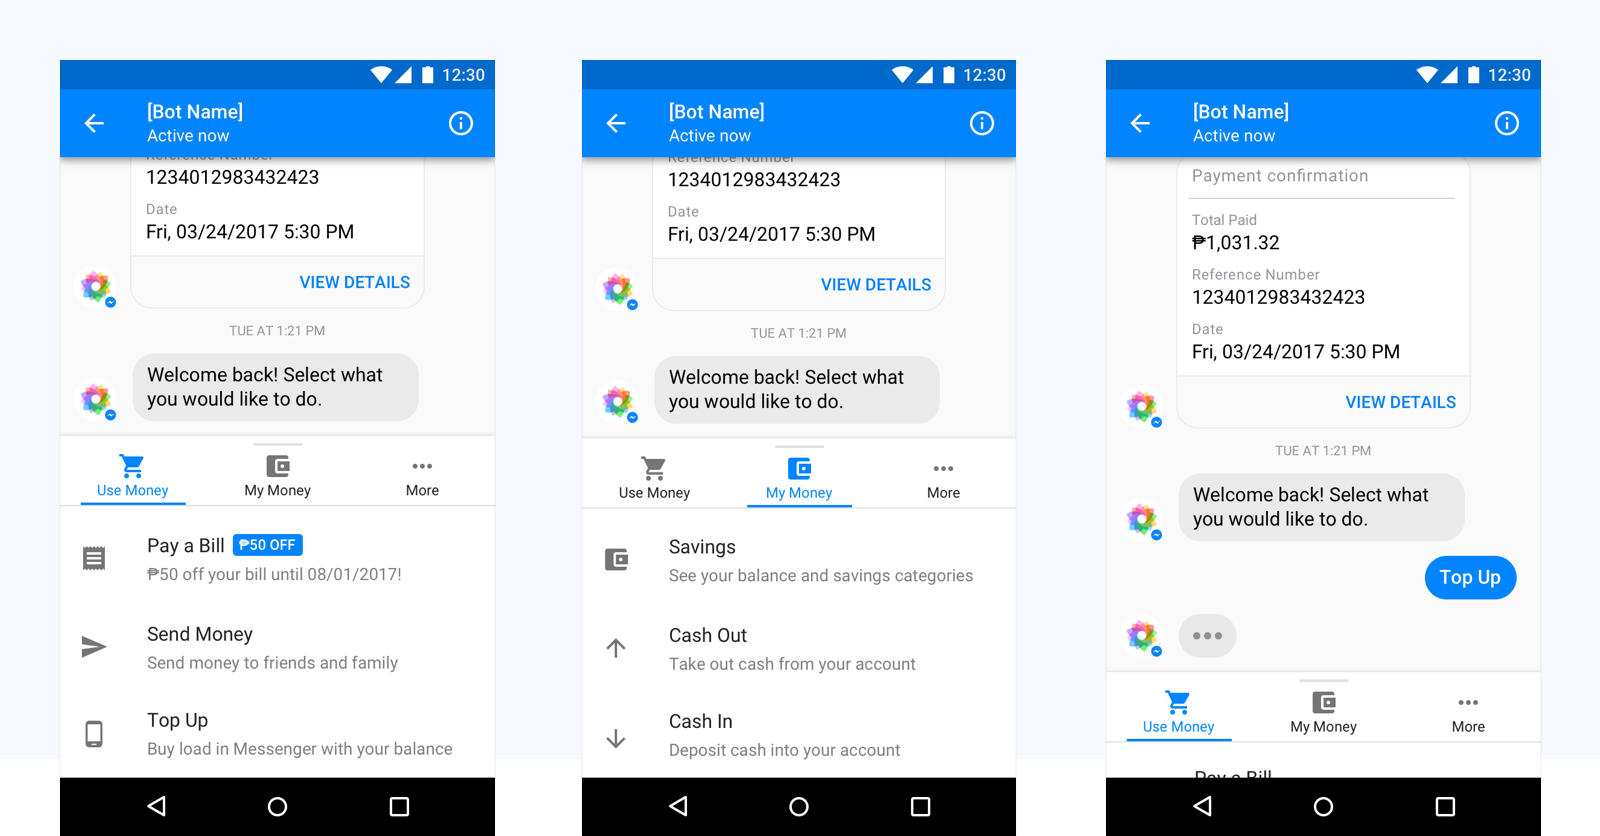 12:30
[Bot Name]
Active now
Reference Number
1234012983432423
Date
Fri, 03/24/2017 5:30 PM
VIEW DETAILS
TUE AT 1:21 PM
Welcome back! Select what
you would like to do.
Use Money
My Money
More
Pay a Bill ₱50 OFF
₱50 off your bill until 08/01/2017!
Send Money
Send money to friends and family
Top Up
Buy load in Messenger with your balance
12:30
[Bot Name]
Active now
Reference Number
1234012983432423
Date
Fri, 03/24/2017 5:30 PM
VIEW DETAILS
TUE AT 1:21 PM
Welcome back! Select what
you would like to do.
Use Money
My Money
More
Savings
See your balance and savings categories
Cash Out
Take out cash from your account
Cash In
Deposit cash into your account
12:30
[Bot Name]
Active now
Payment confirmation
Total Paid
₱1,031.32
Reference Number
1234012983432423
Date
Fri, 03/24/2017 5:30 PM
VIEW DETAILS
TUE AT 1:21 PM
Welcome back! Select what
you would like to do.
Top Up
Use Money
My Money
More
Pay a Bill